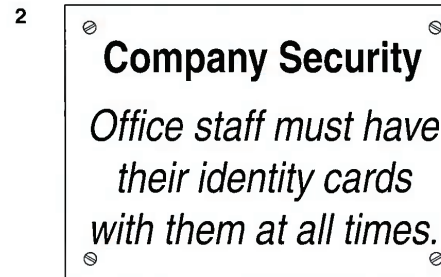 2
Company Security
Office staff must have
their identity cards
with them at all times.